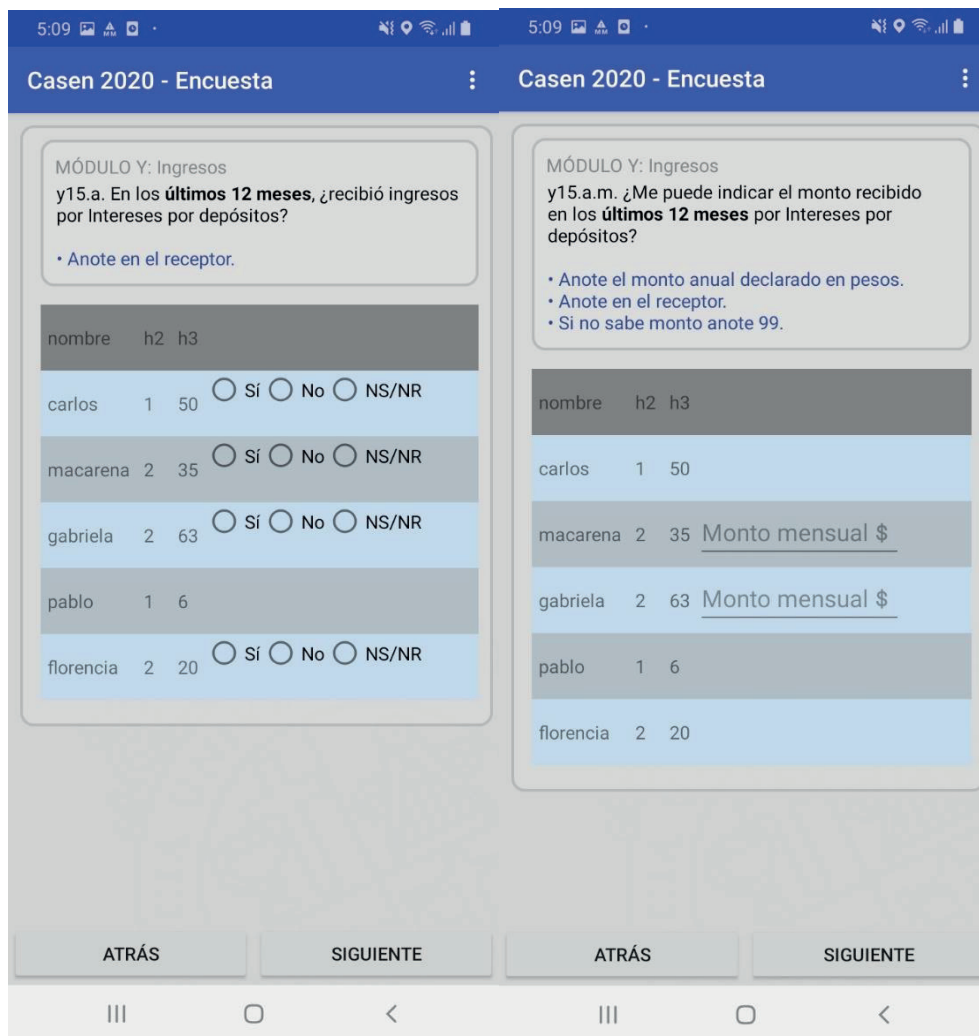 5:09
Casen 2020 - Encuesta
MÓDULO Y: Ingresos
y15.a. En los últimos 12 meses, ¿recibió ingresos
por Intereses por depósitos?
• Anote en el receptor.
nombre h2 h3
carlos 1 50 Sí No NS/NR
macarena 2 35 Sí No NS/NR
gabriela 2 63 Sí No NS/NR
pablo 1 6
florencia 2 20 Sí No NS/NR
ATRÁS SIGUIENTE
5:09
Casen 2020 - Encuesta
MÓDULO Y: Ingresos
y15.a.m. ¿Me puede indicar el monto recibido
en los últimos 12 meses por Intereses por
depósitos?
• Anote el monto anual declarado en pesos.
• Anote en el receptor.
• Si no sabe monto anote 99.
nombre h2 h3
carlos 1 50
macarena 2 35 Monto mensual $
gabriela 2 63 Monto mensual $
pablo 1 6
florencia 2 20
ATRÁS SIGUIENTE